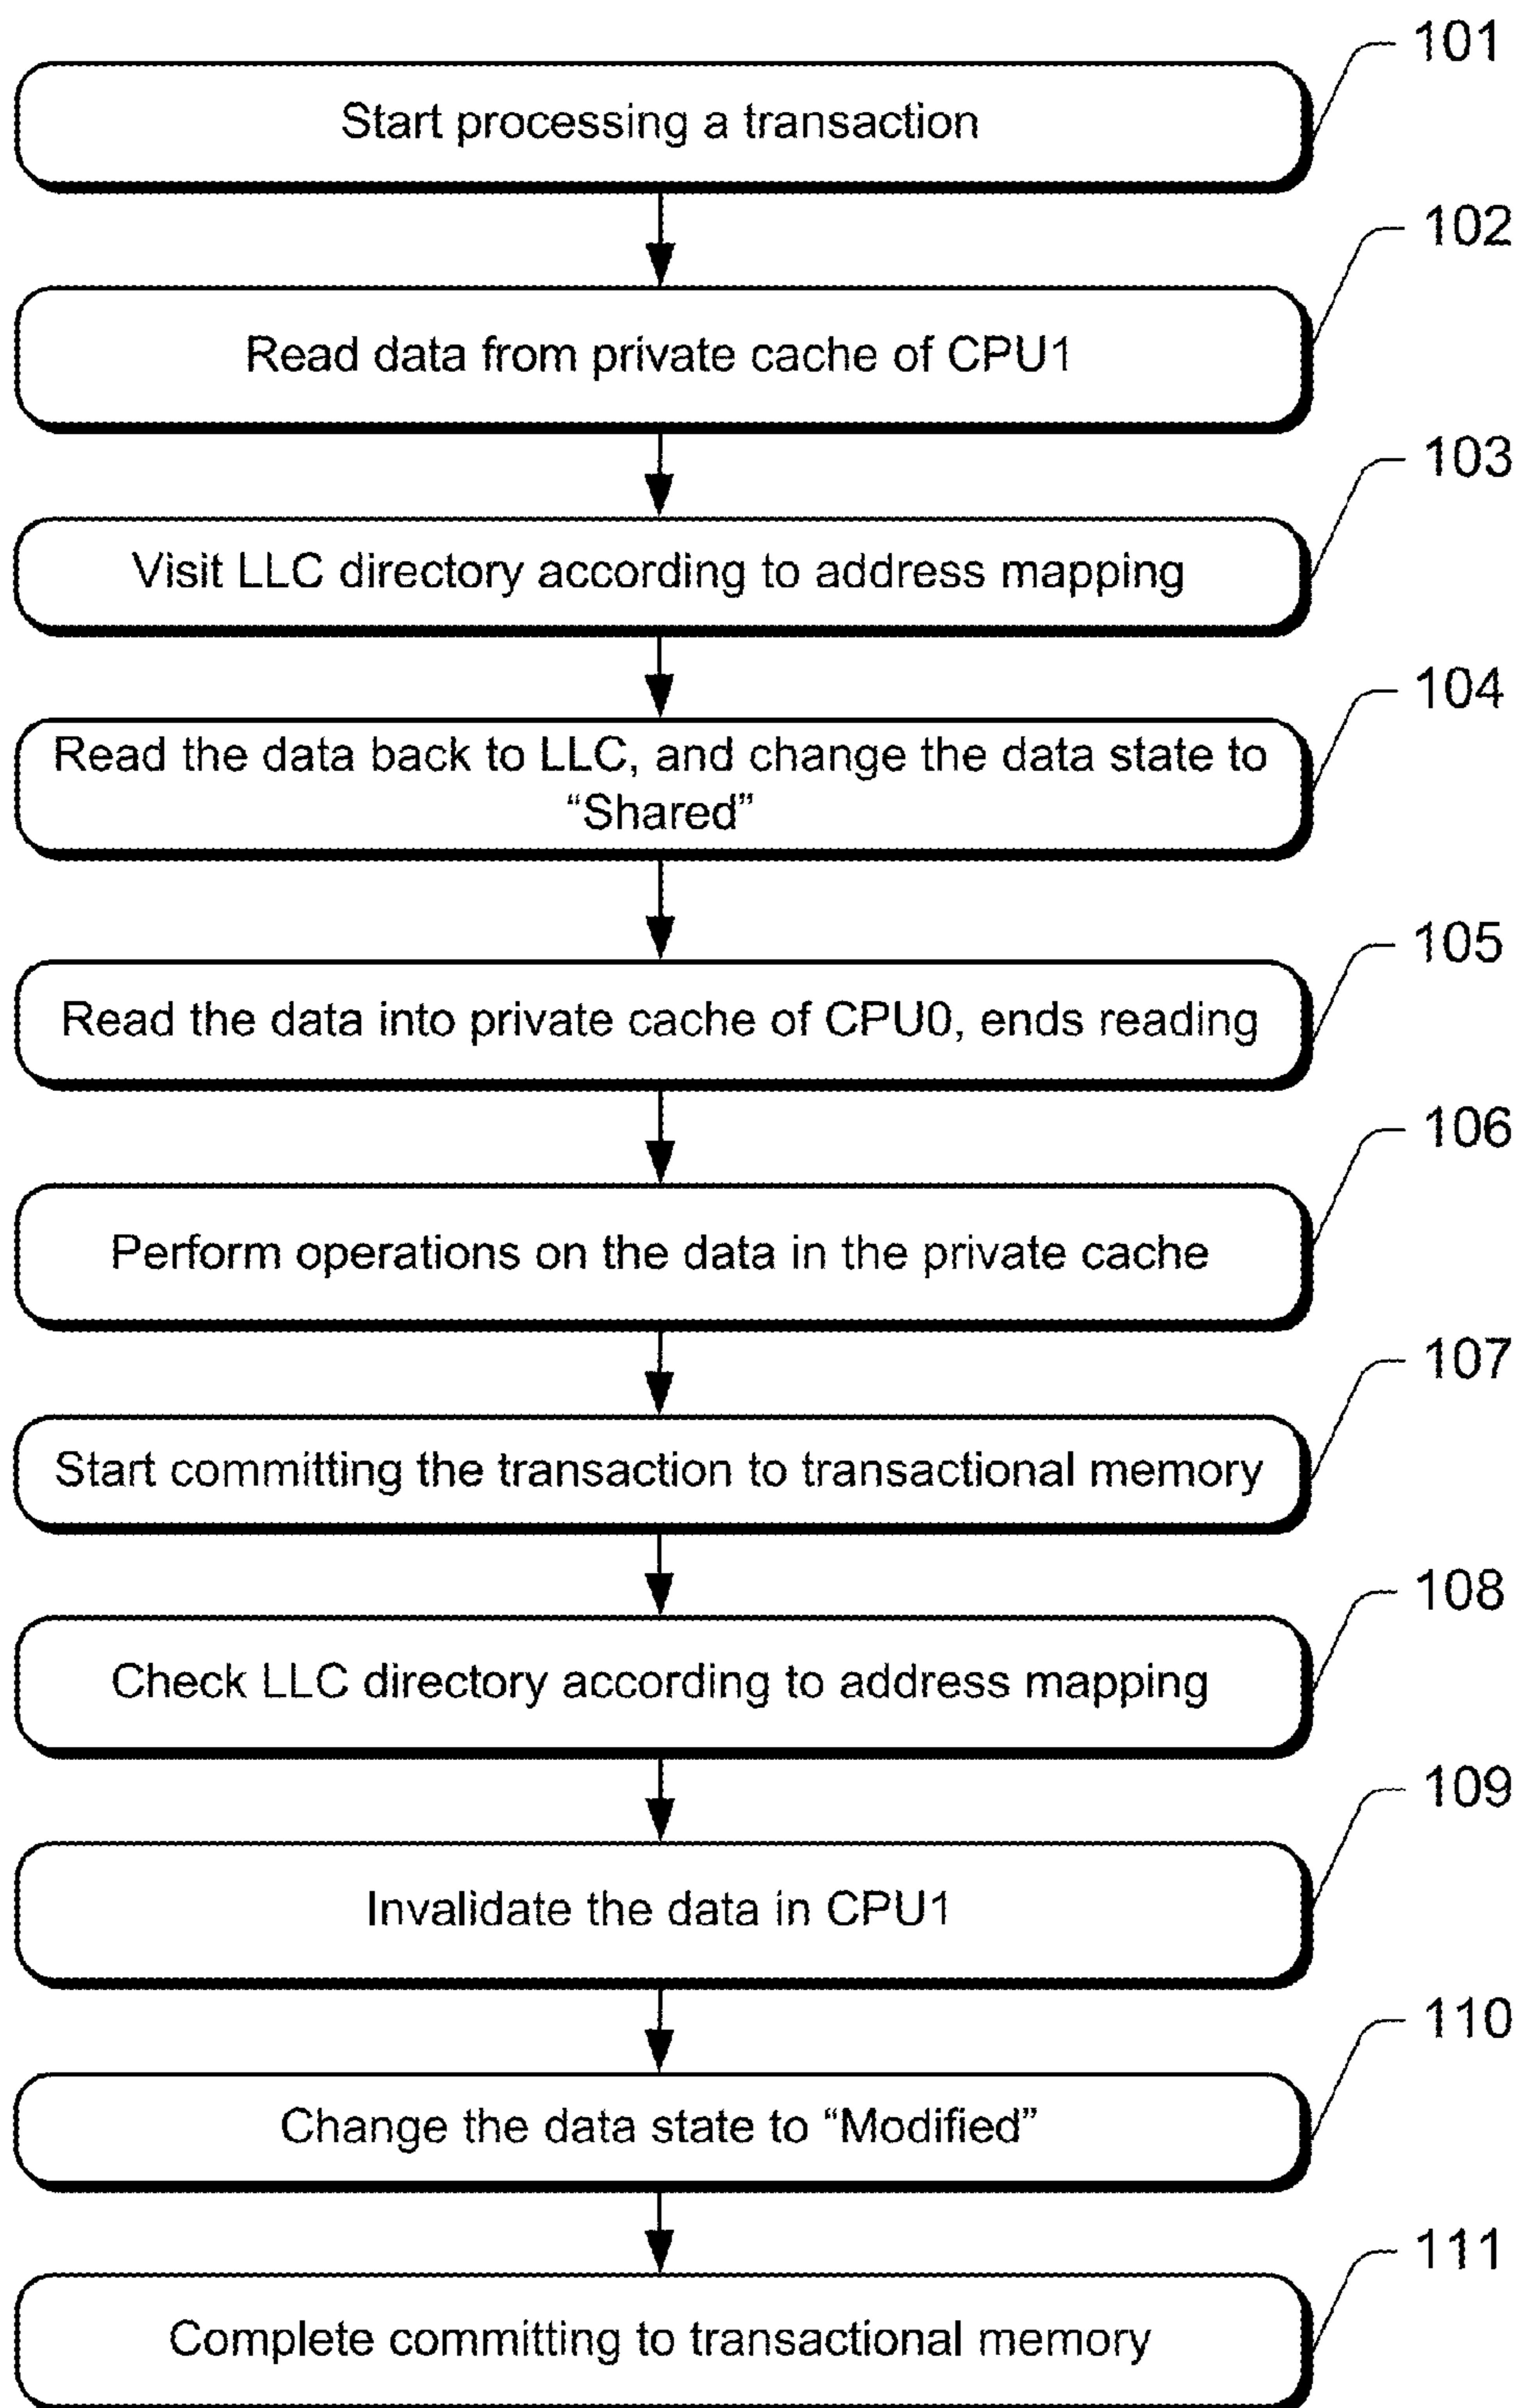 101
Start processing a transaction
102
Read data from private cache of CPU1
103
Visit LLC directory according to address mapping
104
Read the data back to LLC, and change the data state to
“Shared”
105
Read the data into private cache of CPU0, ends reading
106
Perform operations on the data in the private cache
107
Start committing the transaction to transactional memory
108
Check LLC directory according to address mapping
109
Invalidate the data in CPU1
110
Change the data state to “Modified”
111
Complete committing to transactional memory